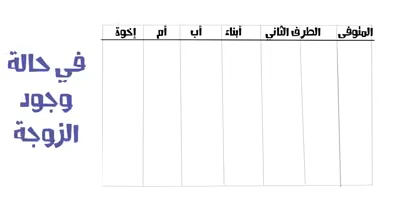 المتوفى الطرف الثاني أبناء أب أم إخوة
في حالة
وجود
الزوجة